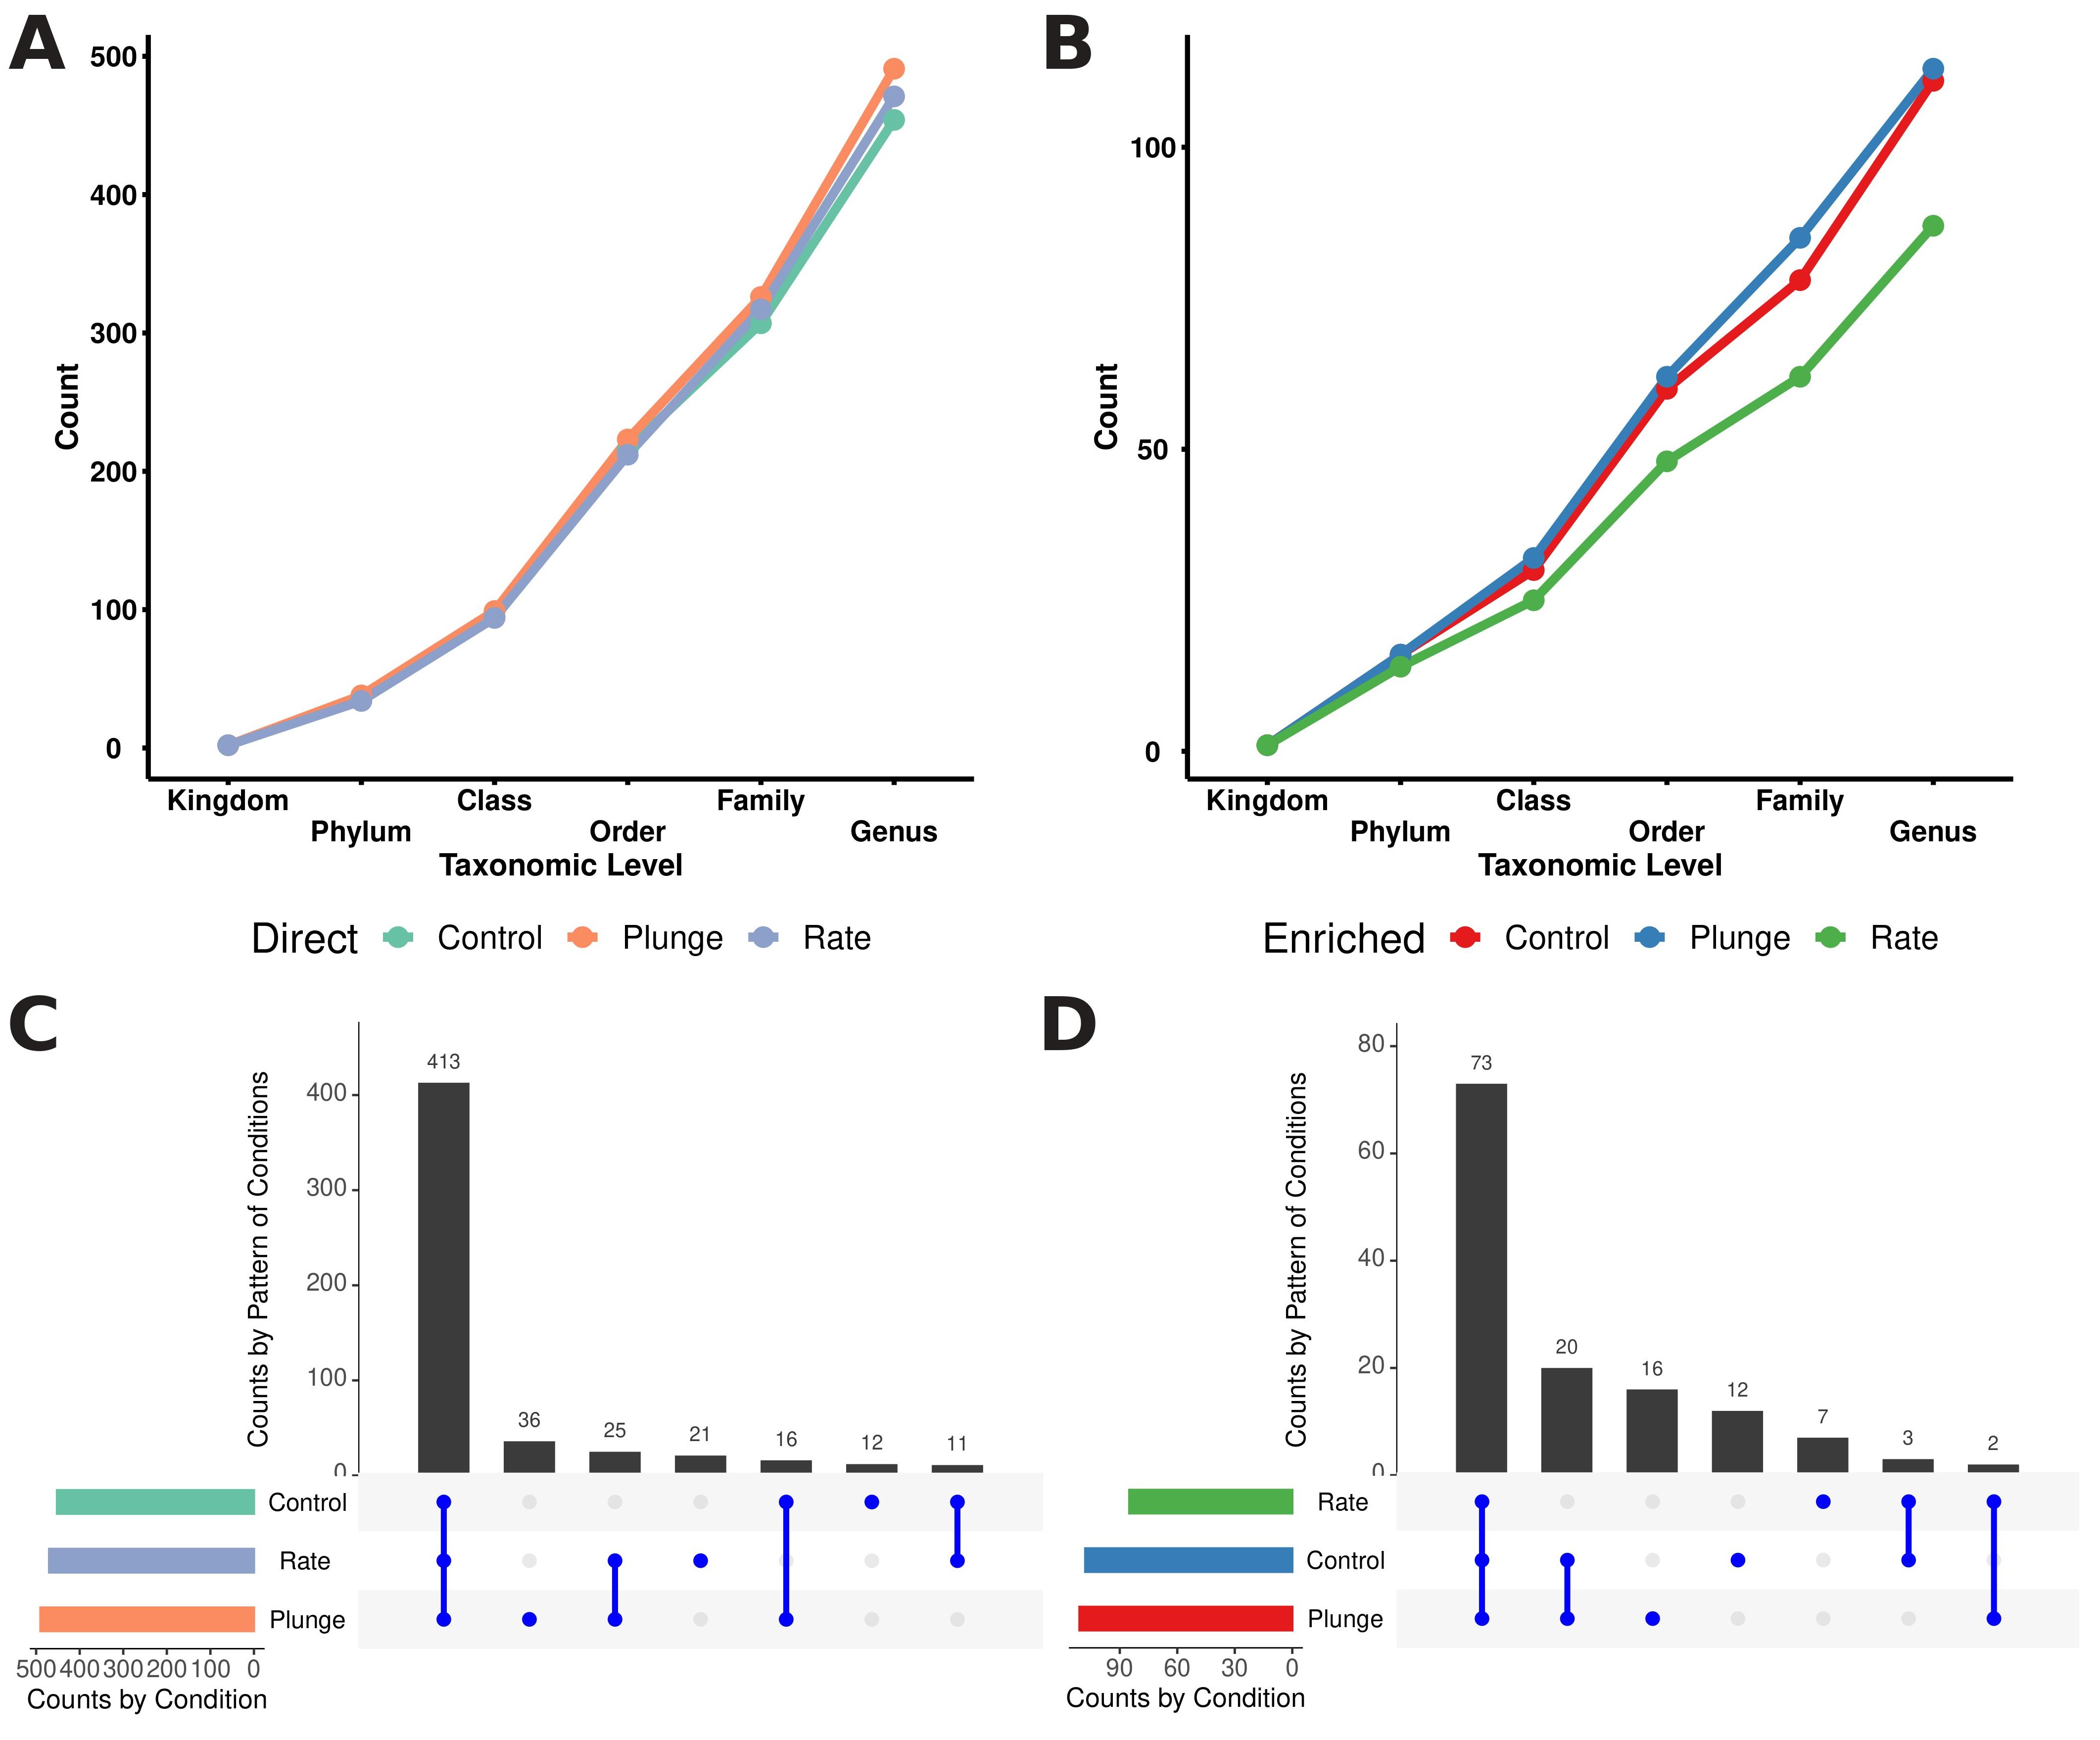 A
500
400
300
200
100
0
Count
Kingdom
Phylum
Class
Order
Family
Genus
Taxonomic Level
Direct Control Plunge Rate
B
100
50
0
Count
Kingdom
Phylum
Class
Order
Family
Genus
Taxonomic Level
Enriched Control Plunge Rate
C
Counts by Pattern of Conditions
400
300
200
100
0
413
36
25
21
16
12
11
Control
Rate
Plunge
500 400 300 200 100 0
Counts by Condition
D
Counts by Pattern of Conditions
80
60
40
20
0
73
20
16
12
7
3
2
Rate
Control
Plunge
90 60 30 0
Counts by Condition